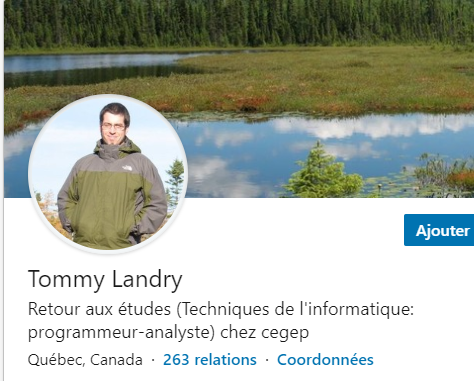 Ajouter
Tommy Landry
Retour aux études (Techniques de l'informatique:
programmeur-analyste) chez cegep
Québec, Canada · 263 relations · Coordonnées